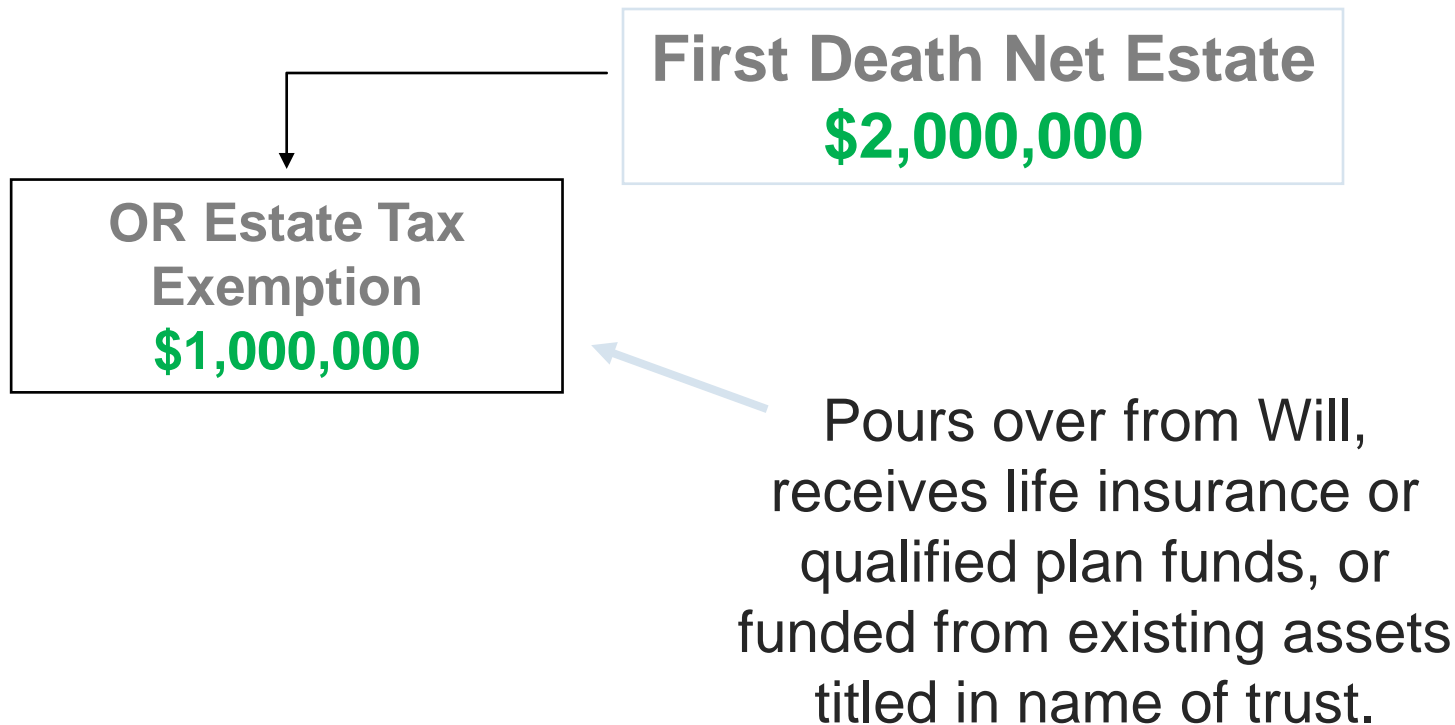 First Death Net Estate
$2,000,000
OR Estate Tax
Exemption
$1,000,000
Pours over from Will,
receives life insurance or
qualified plan funds, or
funded from existing assets
titled in name of trust.